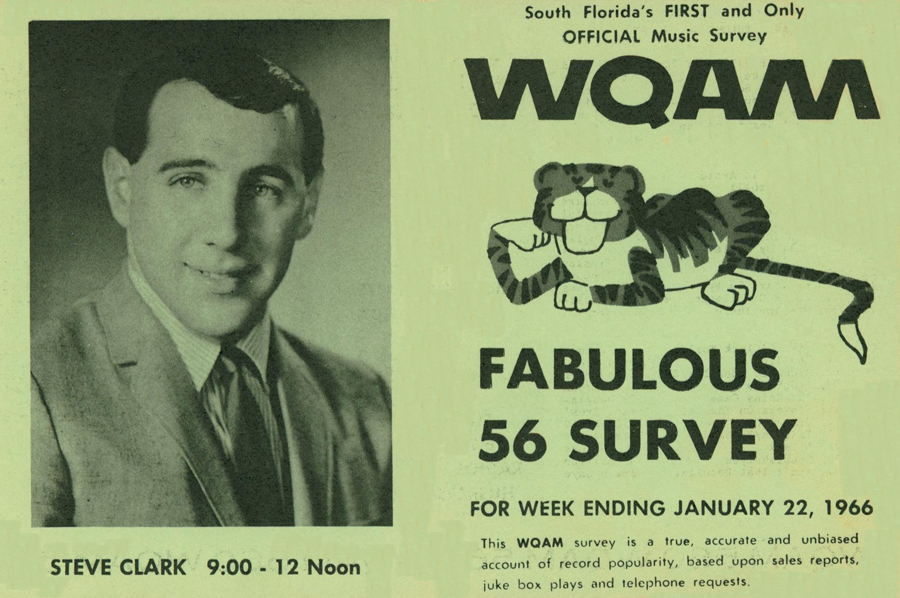 STEVE CLARK 9:00 - 12 Noon
South Florida's FIRST and Only
OFFICIAL Music Survey
WQAM
FABULOUS
56 SURVEY
FOR WEEK ENDING JANUARY 22, 1966
This WQAM survey is a true, accurate and unbiased
account of record popularity, based upon sales reports,
juke box plays and telephone requests.